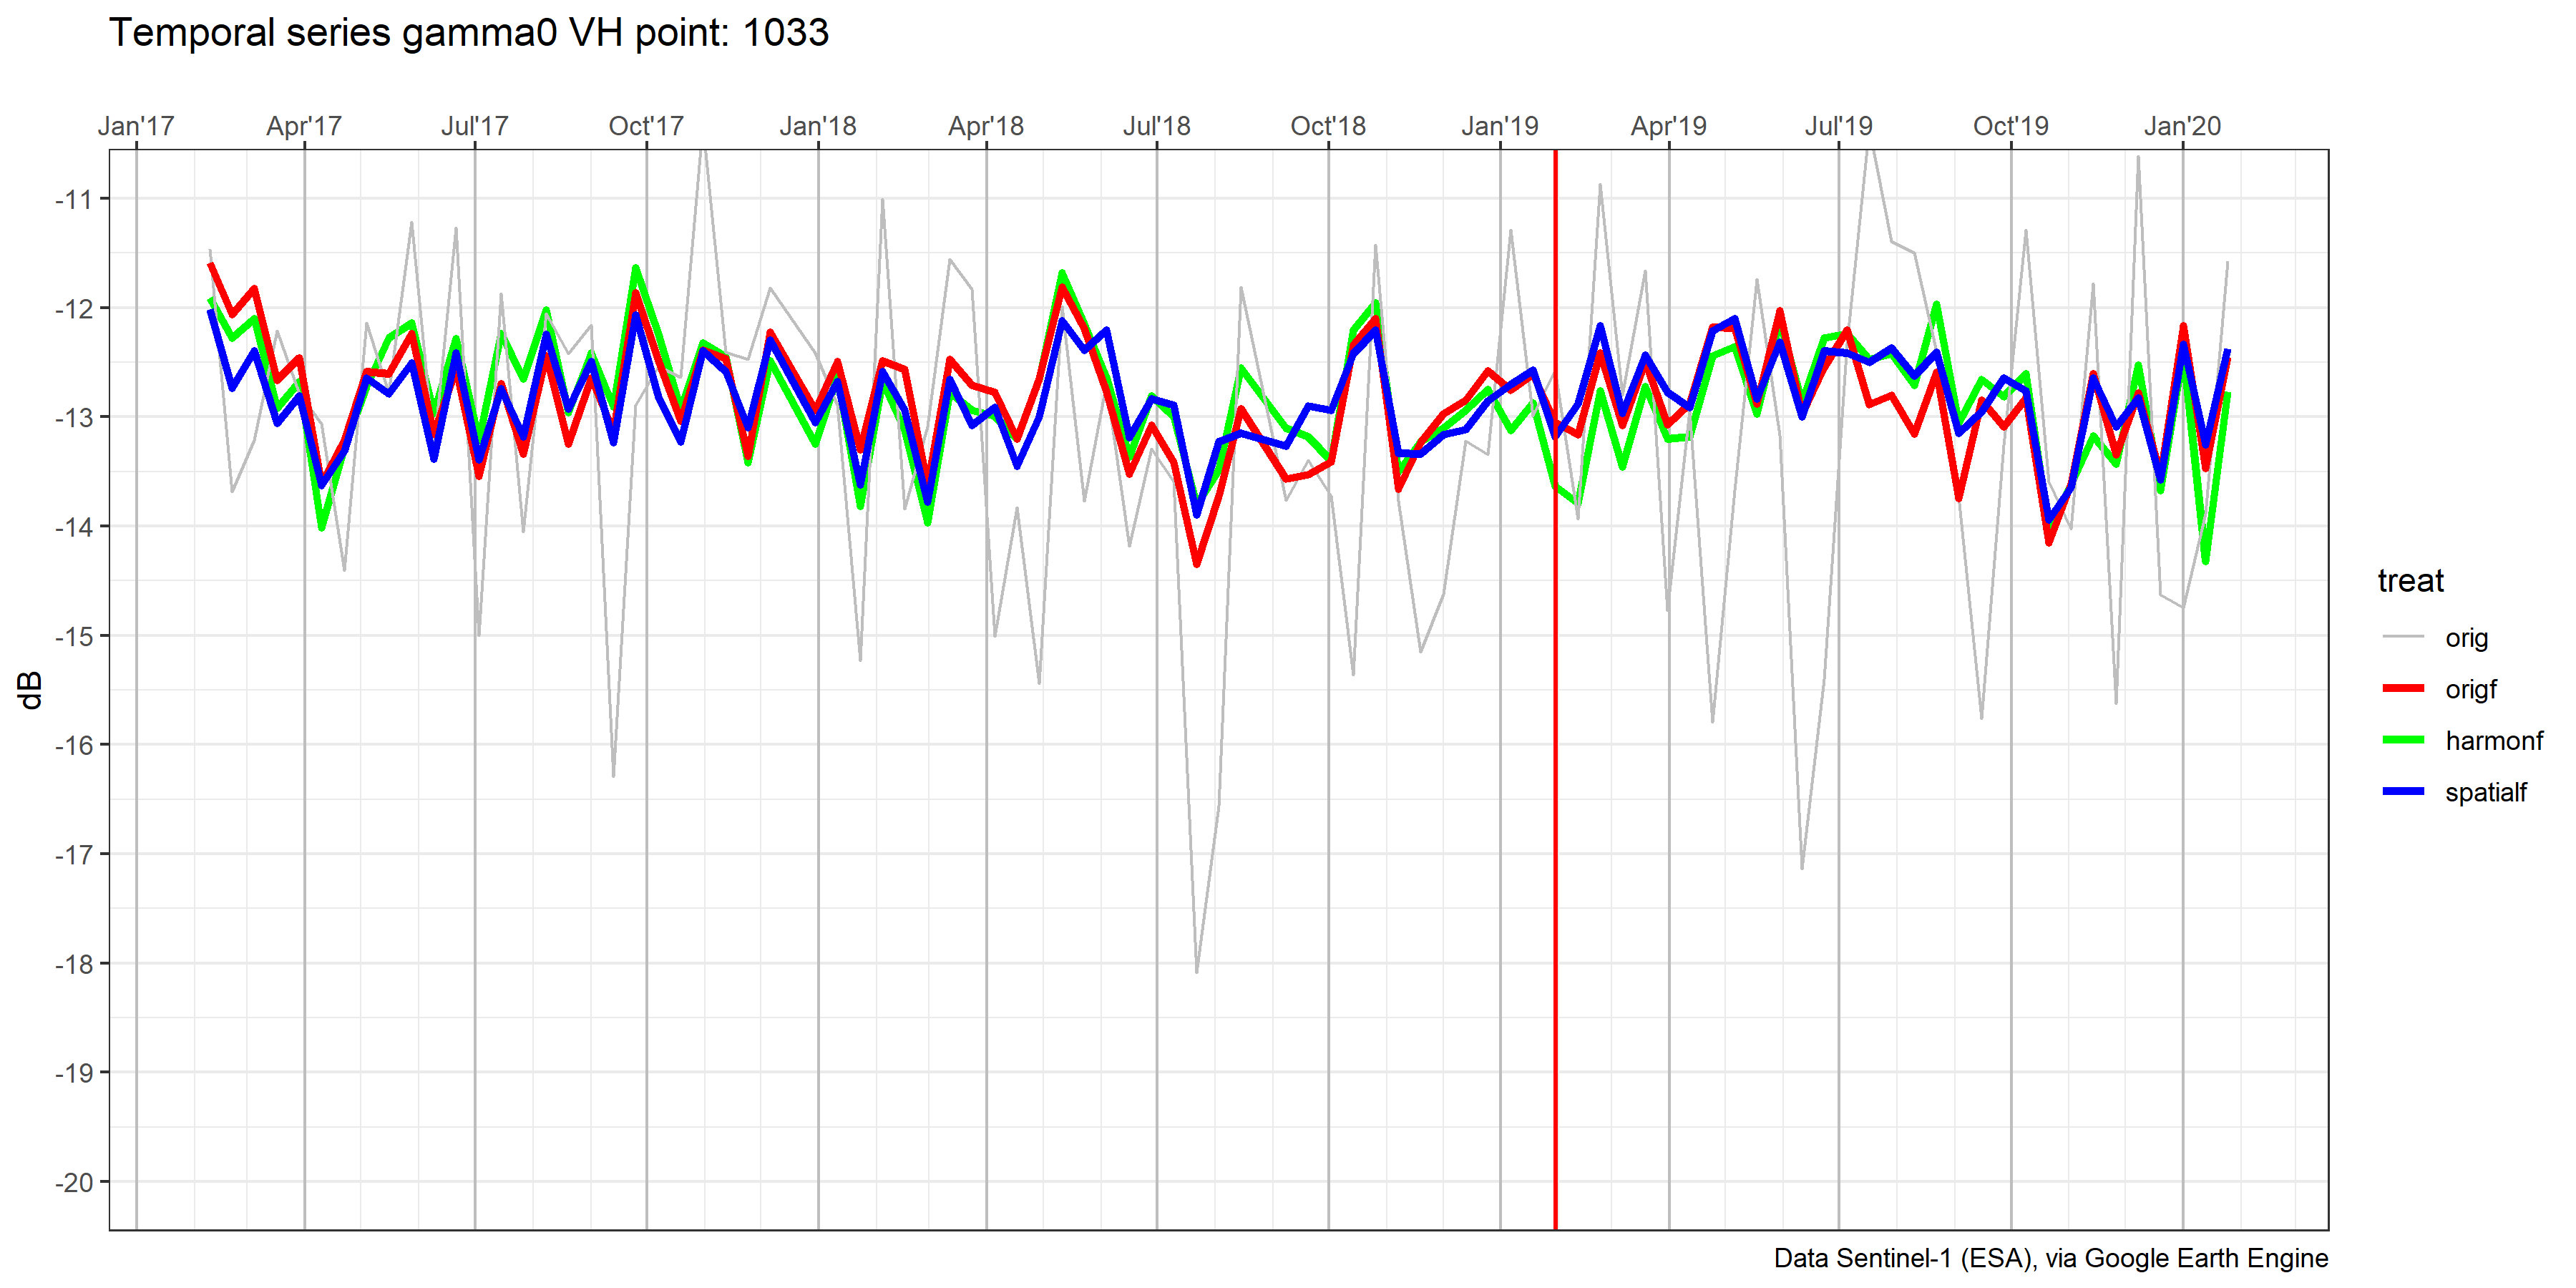 Temporal series gamma0 VH point: 1033
Jan'17 Apr'17 Jul'17 Oct'17 Jan'18 Apr'18 Jul'18 Oct'18 Jan'19 Apr'19 Jul'19 Oct'19 Jan'20
-11
-12
-13
-14
-15
-16
-17
-18
-19
-20
dB
treat
orig
origf
harmonf
spatialf
Data Sentinel-1 (ESA), via Google Earth Engine